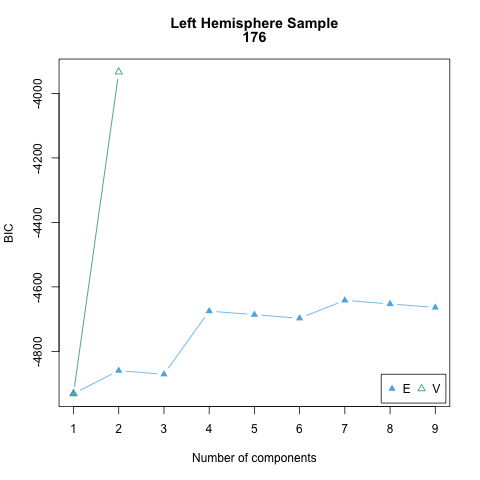 Left Hemisphere Sample
176
BIC
-4000
-4200
-4400
-4600
-4800
E V
1 2 3 4 5 6 7 8 9
Number of components